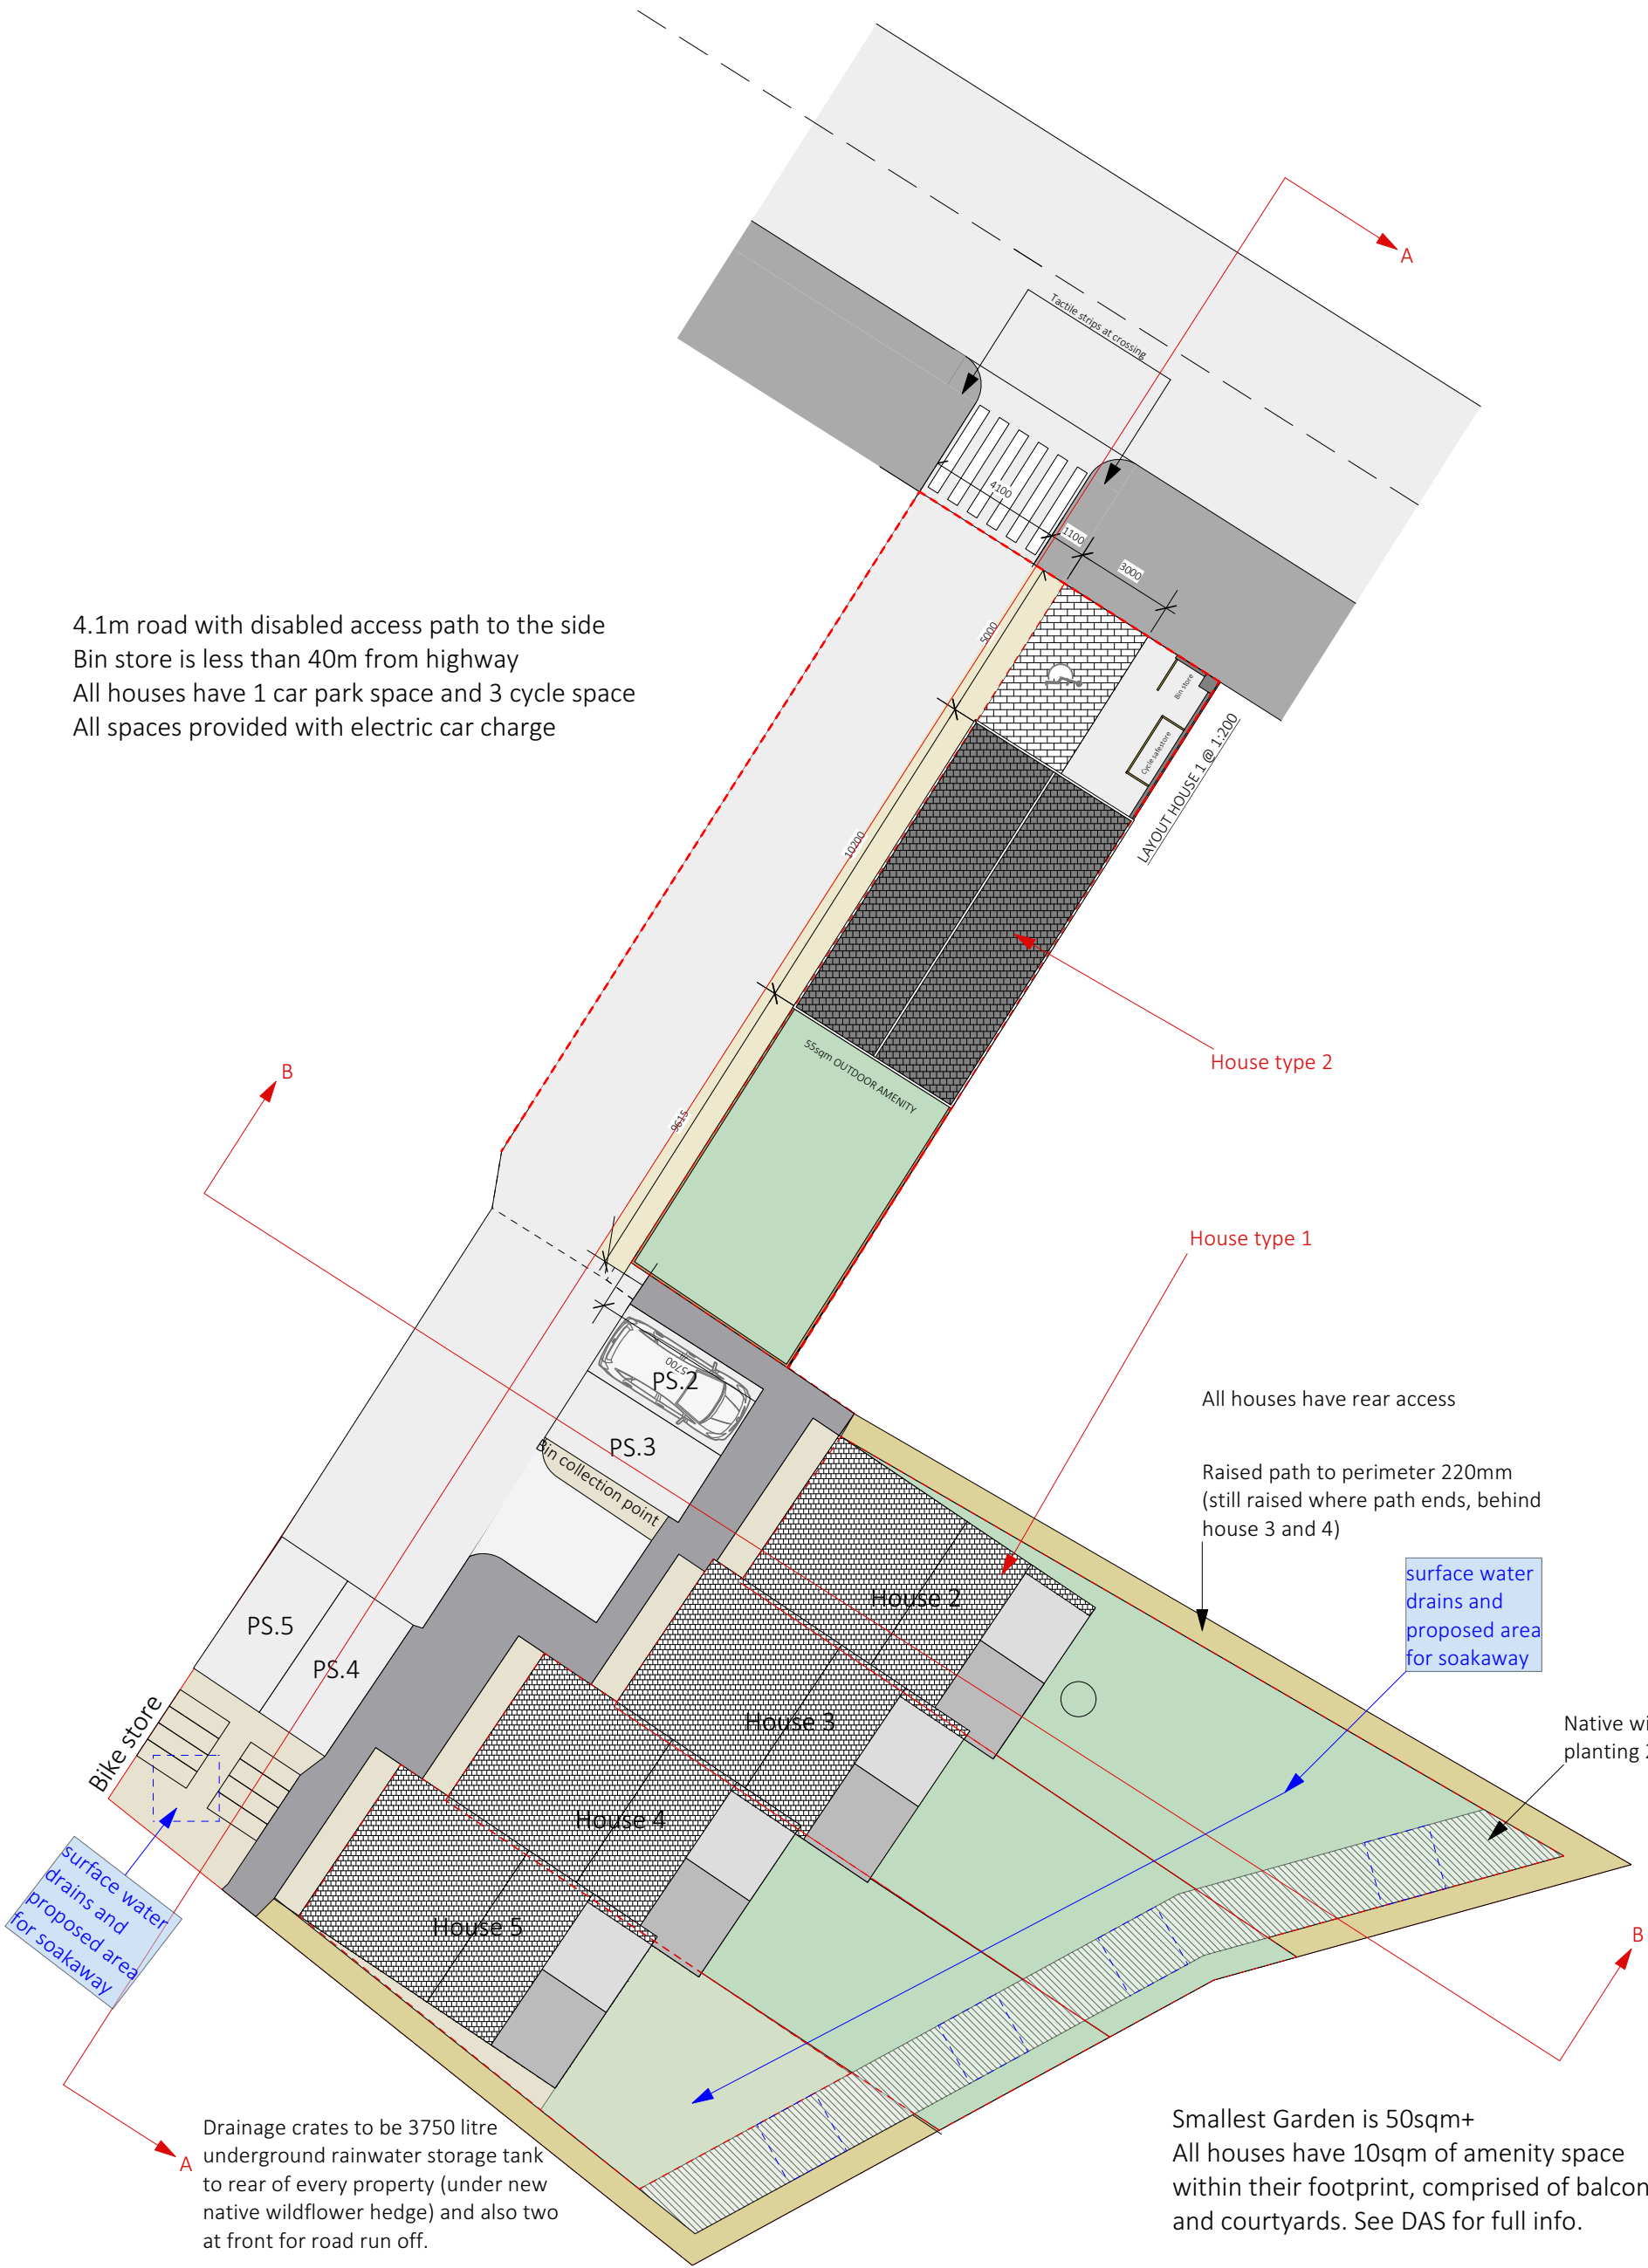 A
Tactile strips at crossing
4100
1100
3000
4.1m road with disabled access path to the side
Bin store is less than 40m from highway
All houses have 1 car park space and 3 cycle space
All spaces provided with electric car charge
5000
Bin store
Cycle safestore
LAYOUT HOUSE 1 @ 1:200
10200
House type 2
55sqm OUTDOOR AMENITY
B
9615
House type 1
5700
PS.2
PS.3
Bin collection point
All houses have rear access
Raised path to perimeter 220mm
(still raised where path ends, behind
house 3 and 4)
surface water
drains and
proposed area
for soakaway
House 2
PS.5
PS.4
House 3
Native
planting
Bike store
House 4
House 5
surface water
drains and
proposed area
for soakaway
B
A
Drainage crates to be 3750 litre
underground rainwater storage tank
to rear of every property (under new
native wildflower hedge) and also two
at front for road run off.
Smallest Garden is 50sqm+
All houses have 10sqm of amenity space
within their footprint, comprised of balcon
and courtyards. See DAS for full info.